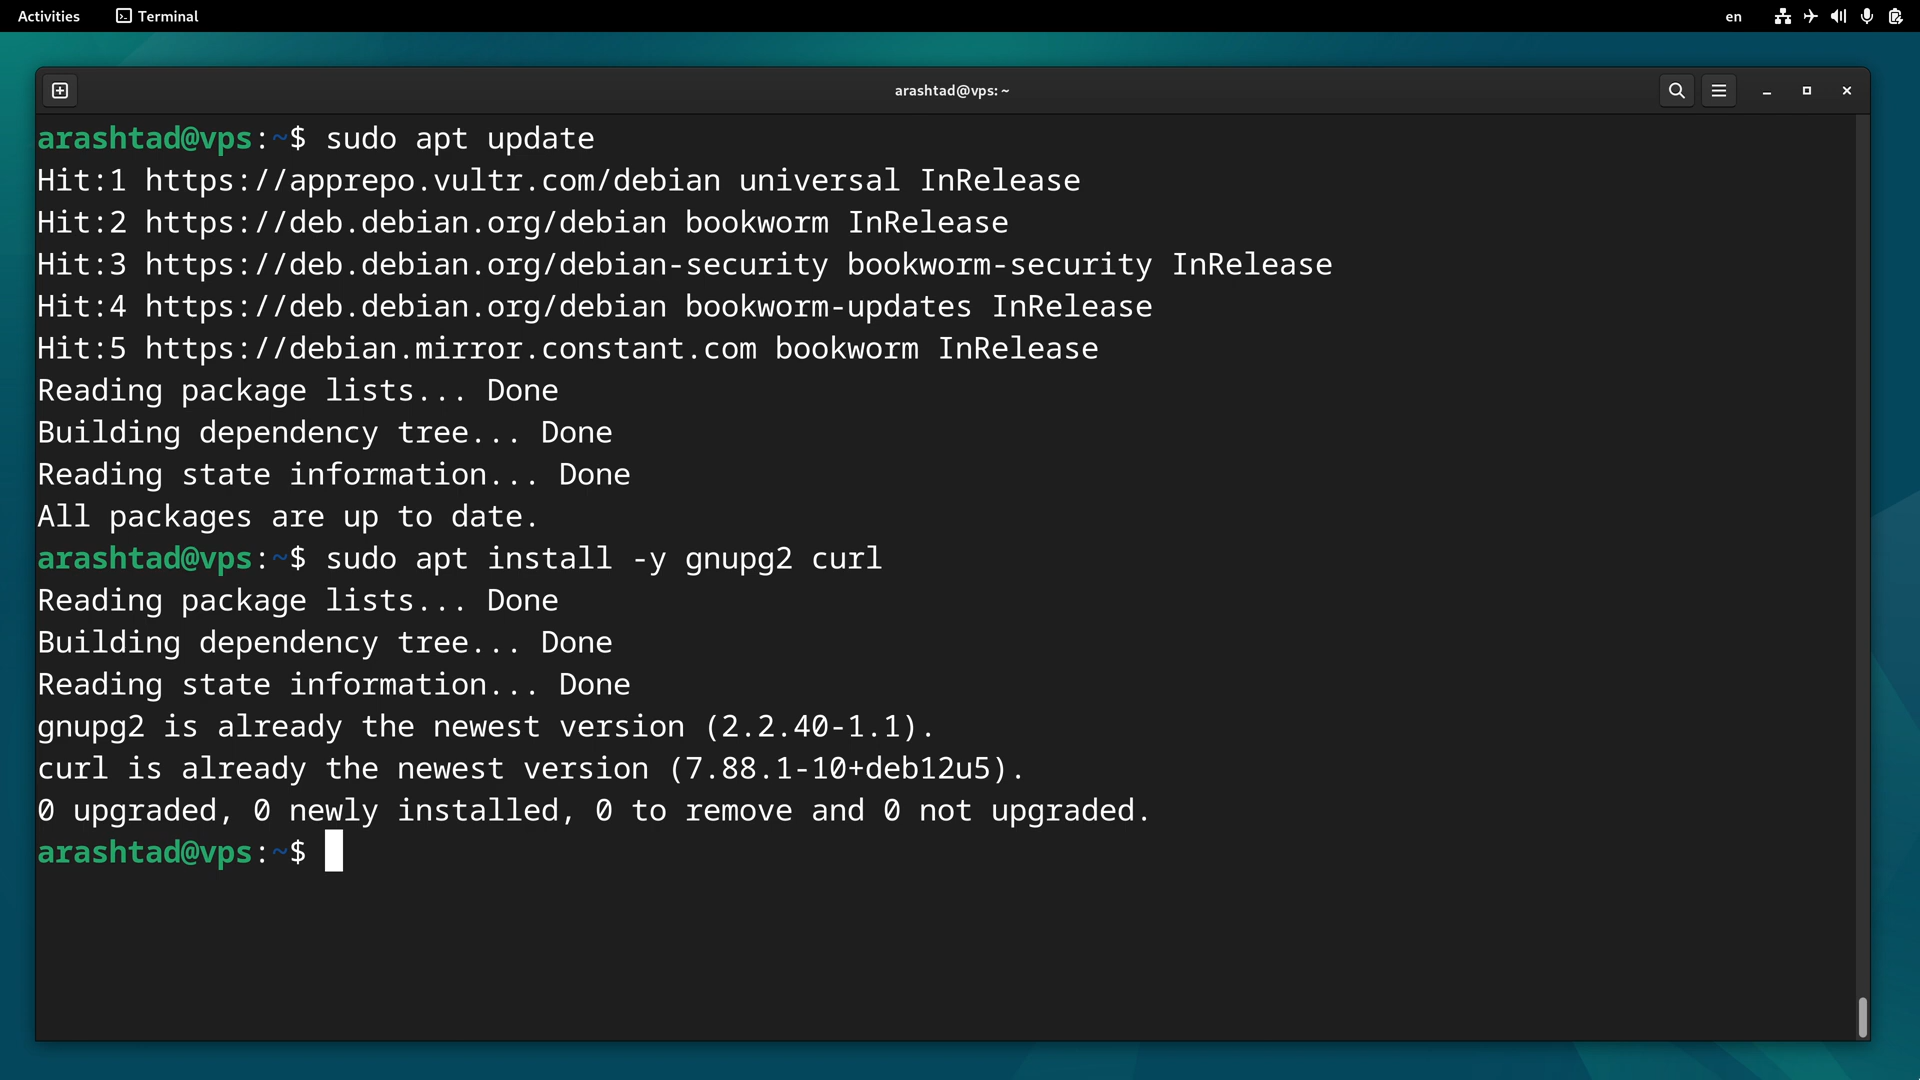 Activities
Terminal
en
arashtad@vps: ~
arashtad@vps:~$ sudo apt update
Hit:1 https://apprepo.vultr.com/debian universal InRelease
Hit:2 https://deb.debian.org/debian bookworm InRelease
Hit:3 https://deb.debian.org/debian-security bookworm-security InRelease
Hit:4 https://deb.debian.org/debian bookworm-updates InRelease
Hit:5 https://debian.mirror.constant.com bookworm InRelease
Reading package lists... Done
Building dependency tree... Done
Reading state information... Done
All packages are up to date.
arashtad@vps:~$ sudo apt install -y gnupg2 curl
Reading package lists... Done
Building dependency tree... Done
Reading state information... Done
gnupg2 is already the newest version (2.2.40-1.1).
curl is already the newest version (7.88.1-10+deb12u5).
0 upgraded, 0 newly installed, 0 to remove and 0 not upgraded.
arashtad@vps:~$